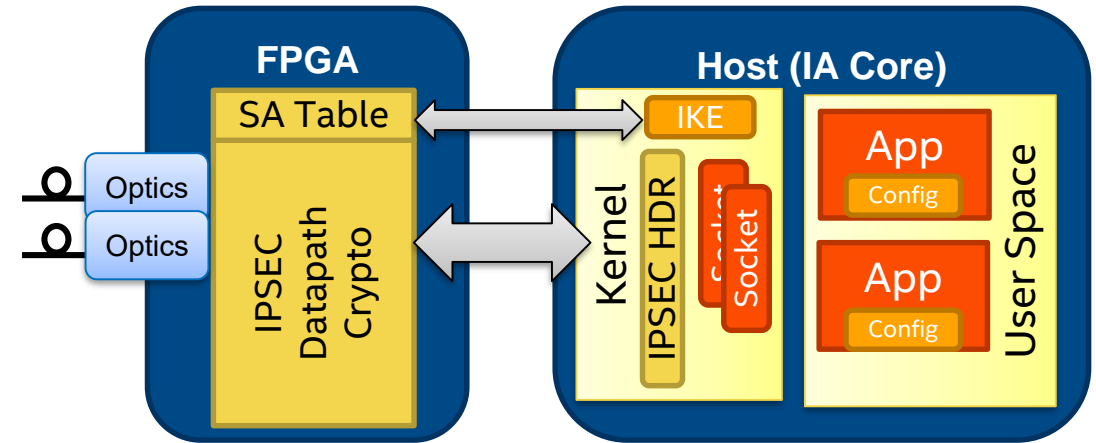 FPGA
SA Table
Optics
Optics
IPSEC
Datapath
Crypto
Host (IA Core)
IKE
Kernel
IPSEC HDR
Socket
Socket
App
Config
App
Config
User Space